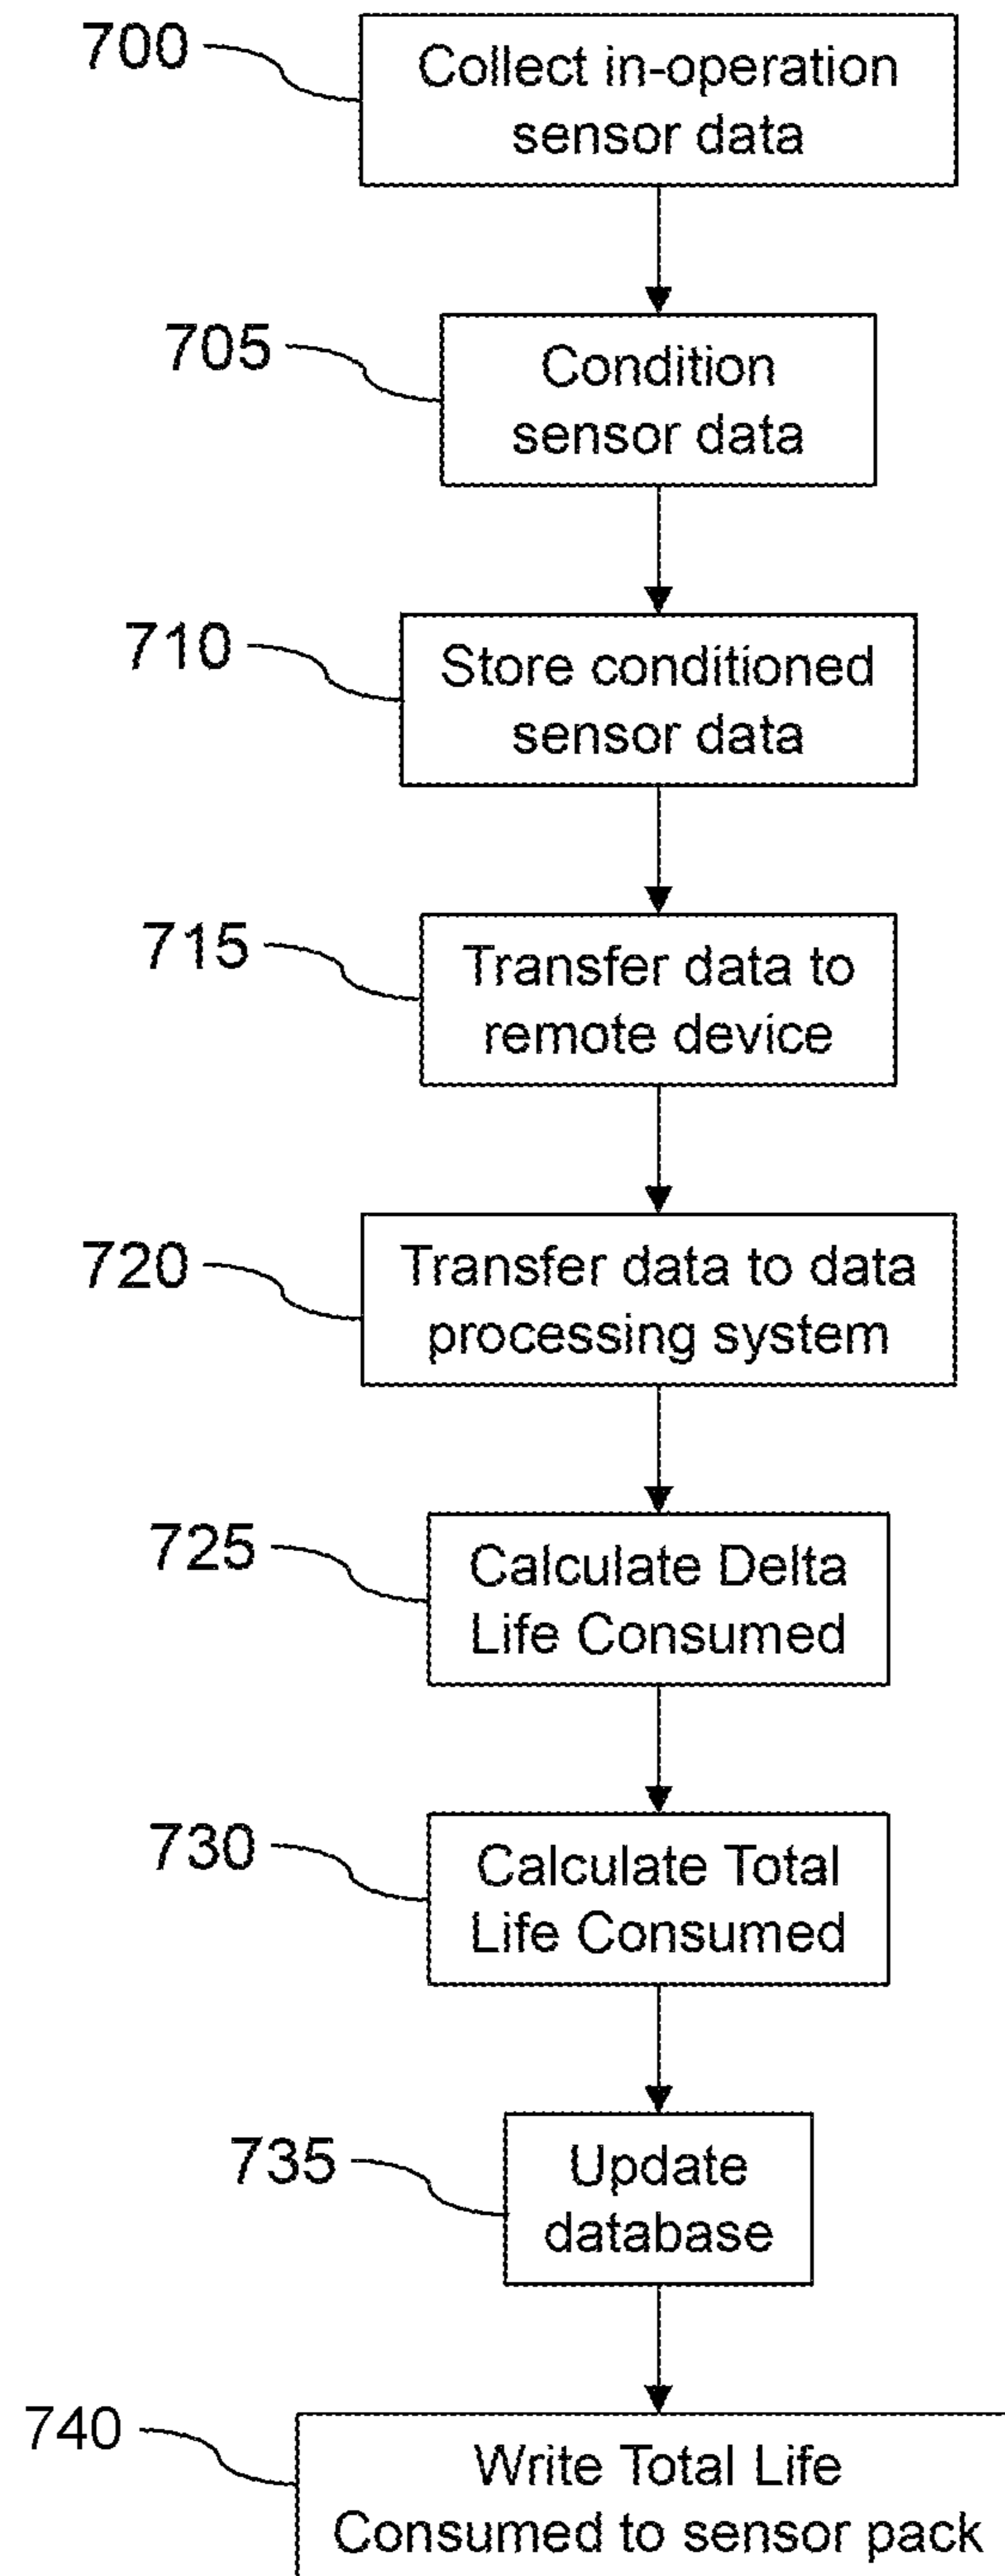 700
Collect in-operation
sensor data
705
Condition
sensor data
710
Store conditioned
sensor data
715
Transfer data to
remote device
720
Transfer data to data
processing system
725
Calculate Delta
Life Consumed
730
Calculate Total
Life Consumed
735
Update
database
740
Write Total Life
Consumed to sensor pack